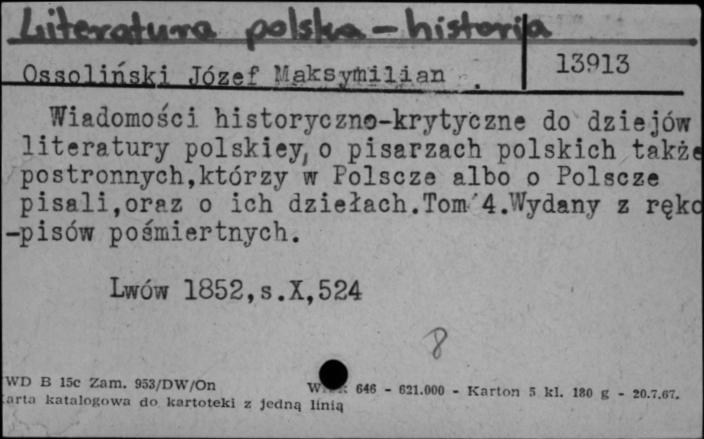 Literatura polska - historja
13913
Ossoliński Józef Maksymilian .
Wiadomości historyczno-krytyczne do dziejów
literatury polskiey, o pisarzach polskich także
postronnych,którzy w Polscze albo o Polscze
pisali,oraz o ich dziełach.Tom 4.Wydany z ręko
-pisów pośmiertnych.
Lwów 1852,s.X,524
8
WD B 15c Zam. 953/DW/On 646 - 621.000 - Karton 5 kl. 180 g - 20.7.67.
arta katalogowa do kartoteki z jedną linią